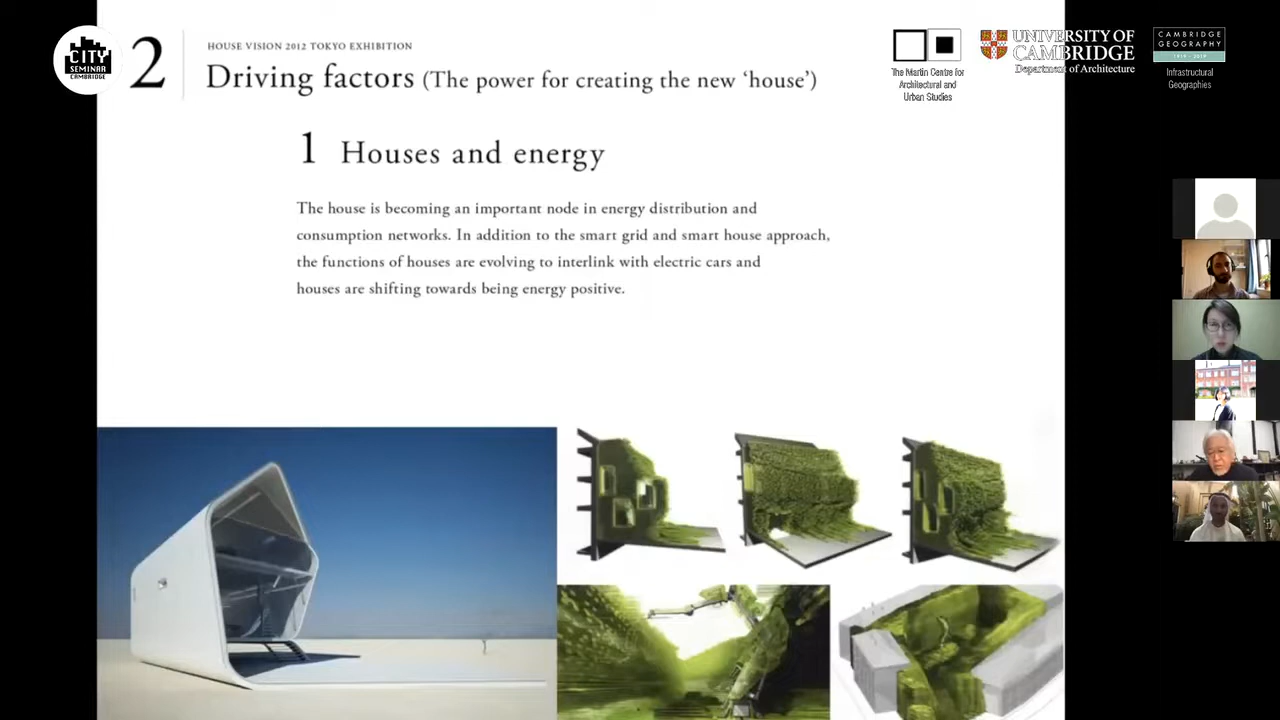 CITY
SEMINAR
CAMBRIDGE
2
HOUSE VISION 2012 TOKYO EXHIBITION
Driving factors (The power for creating the new ‘house’)
The Martin Centre for
Architectural and
Urban Studies
UNIVERSITY OF
CAMBRIDGE
Department of Architecture
CAMBRIDGE
GEOGRAPHY
1919 - 2019
Infrastructural
Geographies
1 Houses and energy
The house is becoming an important node in energy distribution and
consumption networks. In addition to the smart grid and smart house approach,
the functions of houses are evolving to interlink with electric cars and
houses are shifting towards being energy positive.